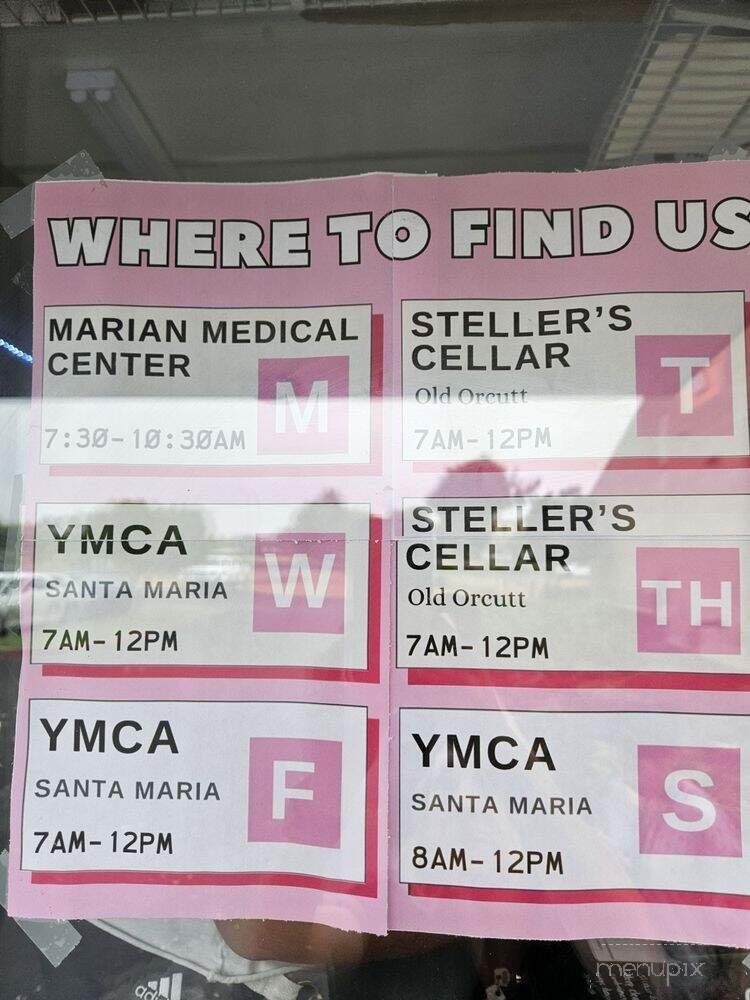 WHERE TO FIND US
MARIAN MEDICAL
CENTER
M
7:30-10:30AM
STELLER'S
CELLAR
Old Orcutt
T
7AM-12PM
YMCA
SANTA MARIA
W
7AM-12PM
STELLER'S
CELLAR
Old Orcutt
TH
7AM-12PM
YMCA
SANTA MARIA
F
7AM-12PM
YMCA
SANTA MARIA
S
8AM-12PM
adidas
menupix